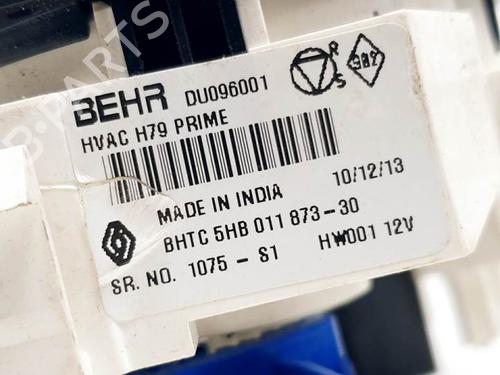 BEHR DU096001 R S
HVAC H79 PRIME
MADE IN INDIA 10/12/13
BHTC 5HB 011 873-30
SR. NO. 1075 - S1 HW001 12V